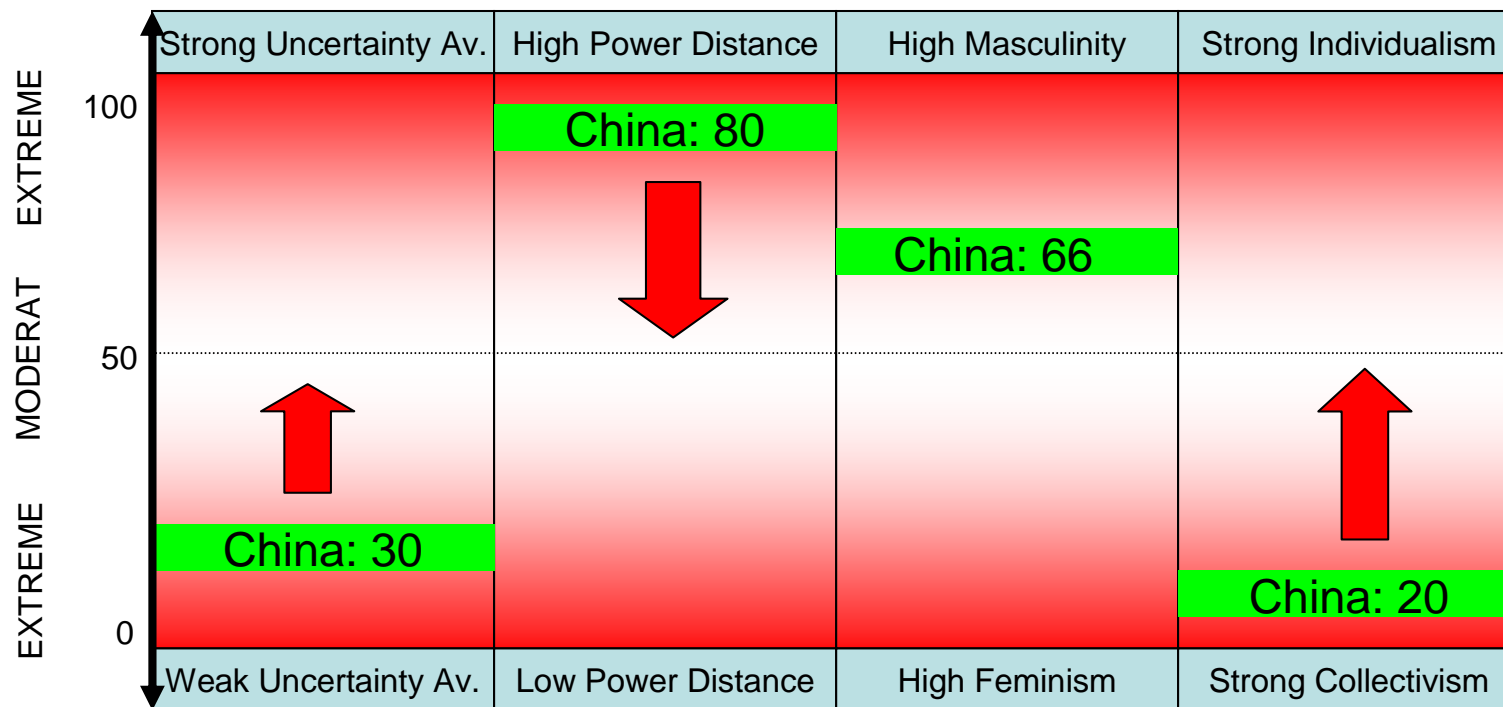 Strong Uncertainty Av. High Power Distance High Masculinity Strong Individualism
EXTREME
MODERAT
EXTREME
100
50
0
China: 80
China: 66
China: 30
China: 20
Weak Uncertainty Av. Low Power Distance High Feminism Strong Collectivism